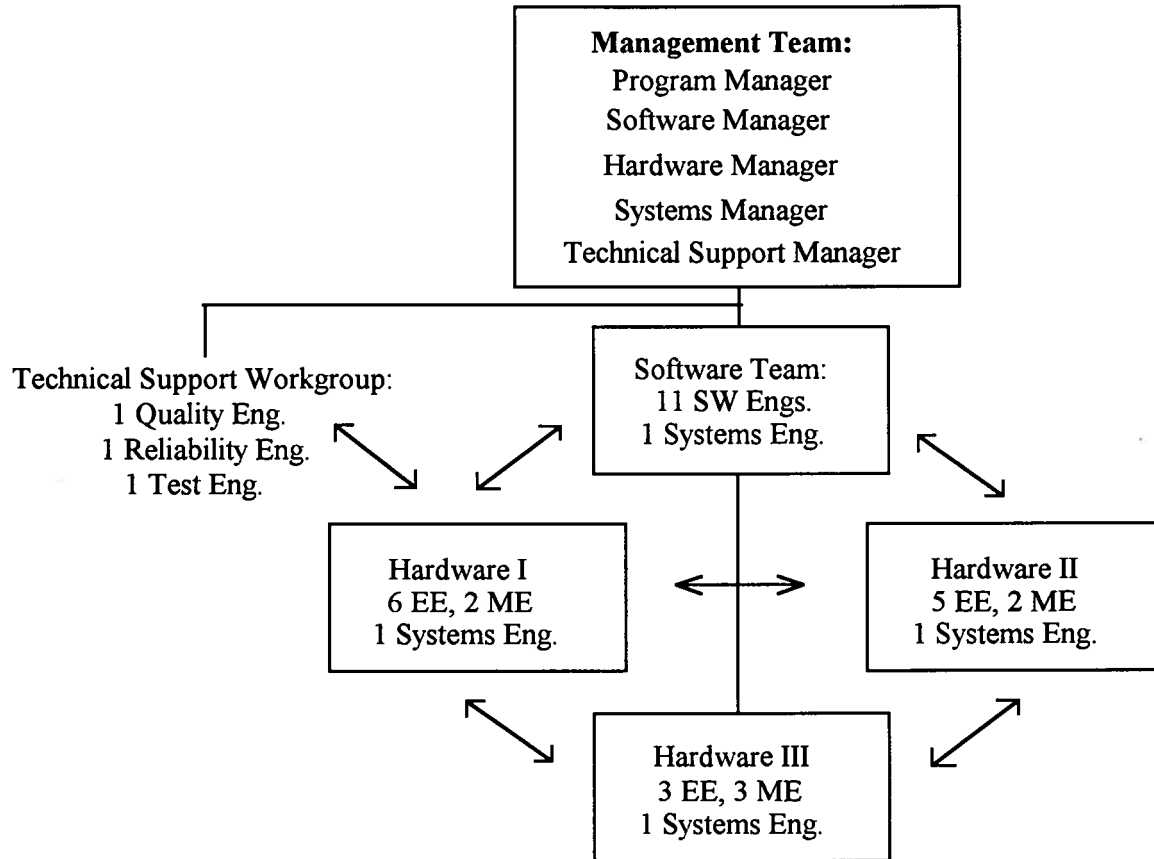 Management Team:
Program Manager
Software Manager
Hardware Manager
Systems Manager
Technical Support Manager
Technical Support Workgroup:
1 Quality Eng.
1 Reliability Eng.
1 Test Eng.
Software Team:
11 SW Engs.
1 Systems Eng.
Hardware I
6 EE, 2 ME
1 Systems Eng.
Hardware II
5 EE, 2 ME
1 Systems Eng.
Hardware III
3 EE, 3 ME
1 Systems Eng.